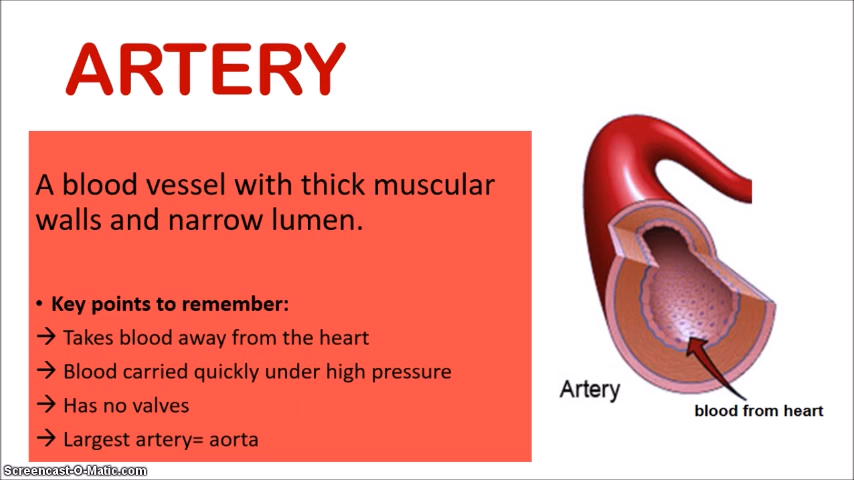 ARTERY
A blood vessel with thick muscular
walls and narrow lumen.
• Key points to remember:
→ Takes blood away from the heart
→ Blood carried quickly under high pressure
→ Has no valves
→ Largest artery= aorta
Artery
blood from heart
Screencast-O-Matic.com